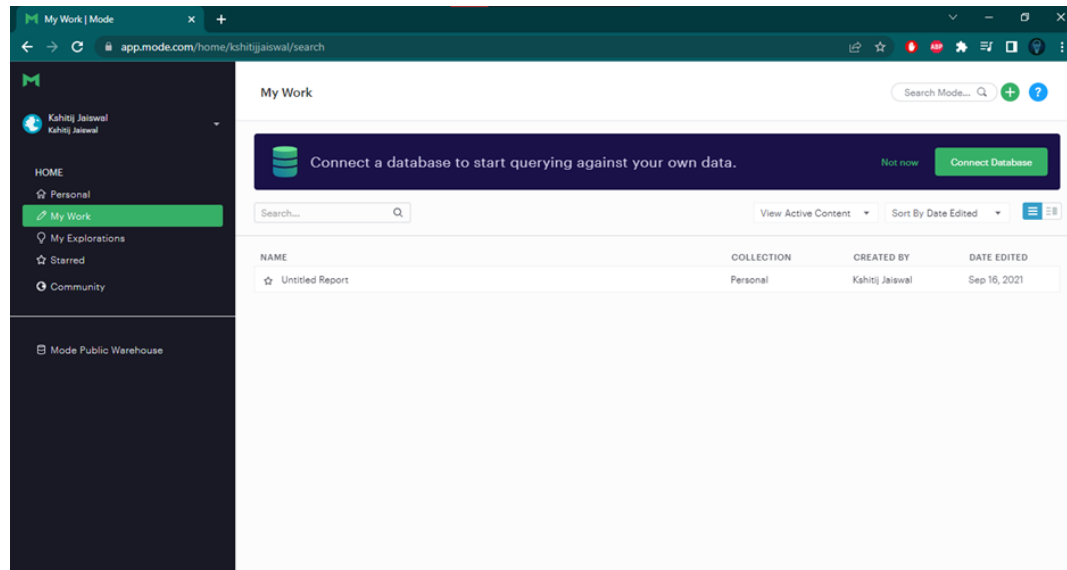 My Work | Mode
app.mode.com/home/kshitijjaiswal/search
ABP
My Work
Search Mode...
Kshitij Jaiswal
Kshitij Jaiswal
Connect a database to start querying against your own data.
Not now
Connect Database
HOME
Personal
My Work
My Explorations
Starred
Community
Mode Public Warehouse
Search...
View Active Content
Sort By Date Edited
NAME COLLECTION CREATED BY DATE EDITED
Untitled Report Personal Kshitij Jaiswal Sep 16, 2021